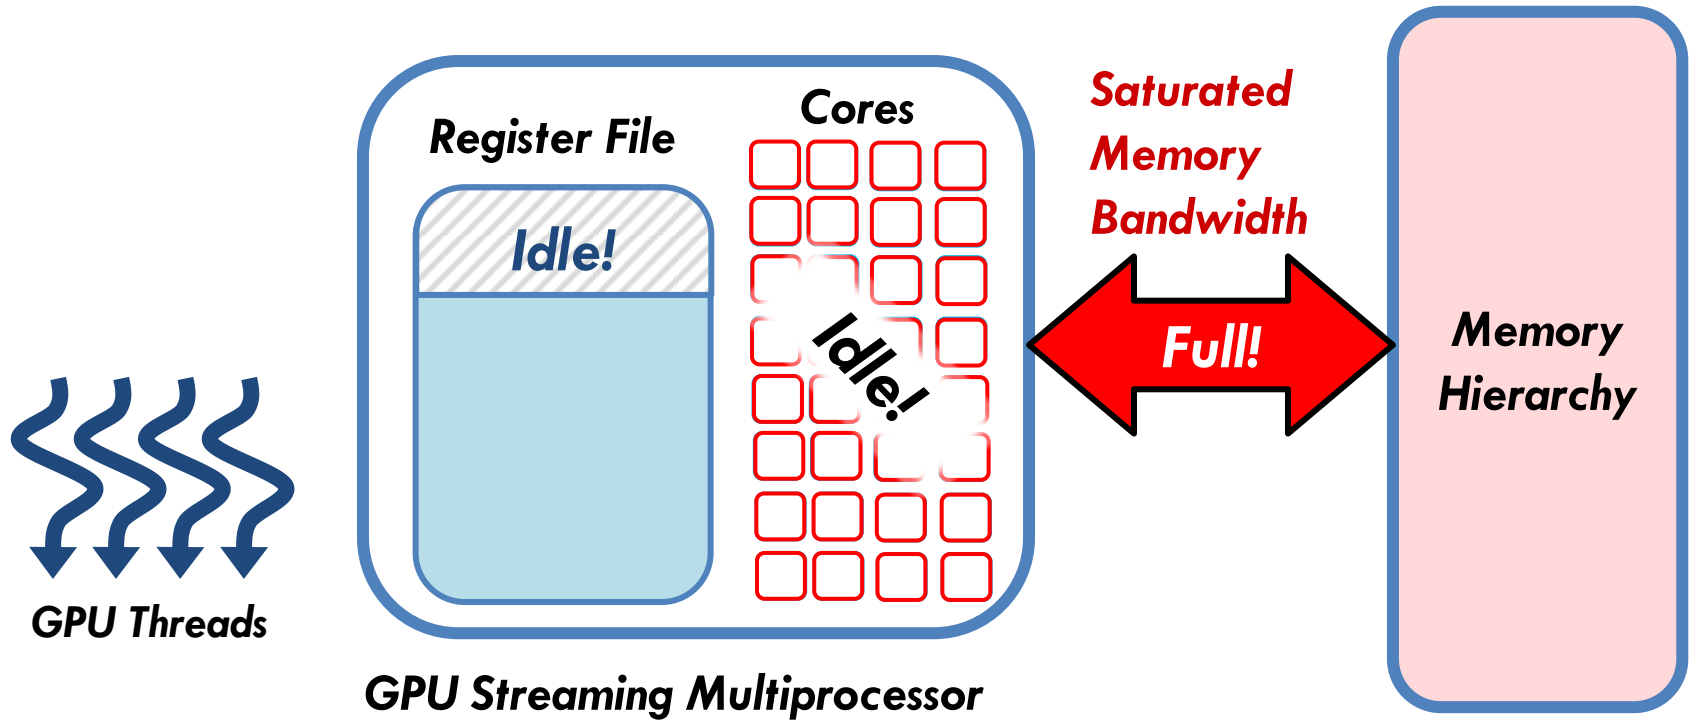 GPU Threads
Register File
Idle!
Cores
Idle!
GPU Streaming Multiprocessor
Saturated
Memory
Bandwidth
Full!
Memory
Hierarchy